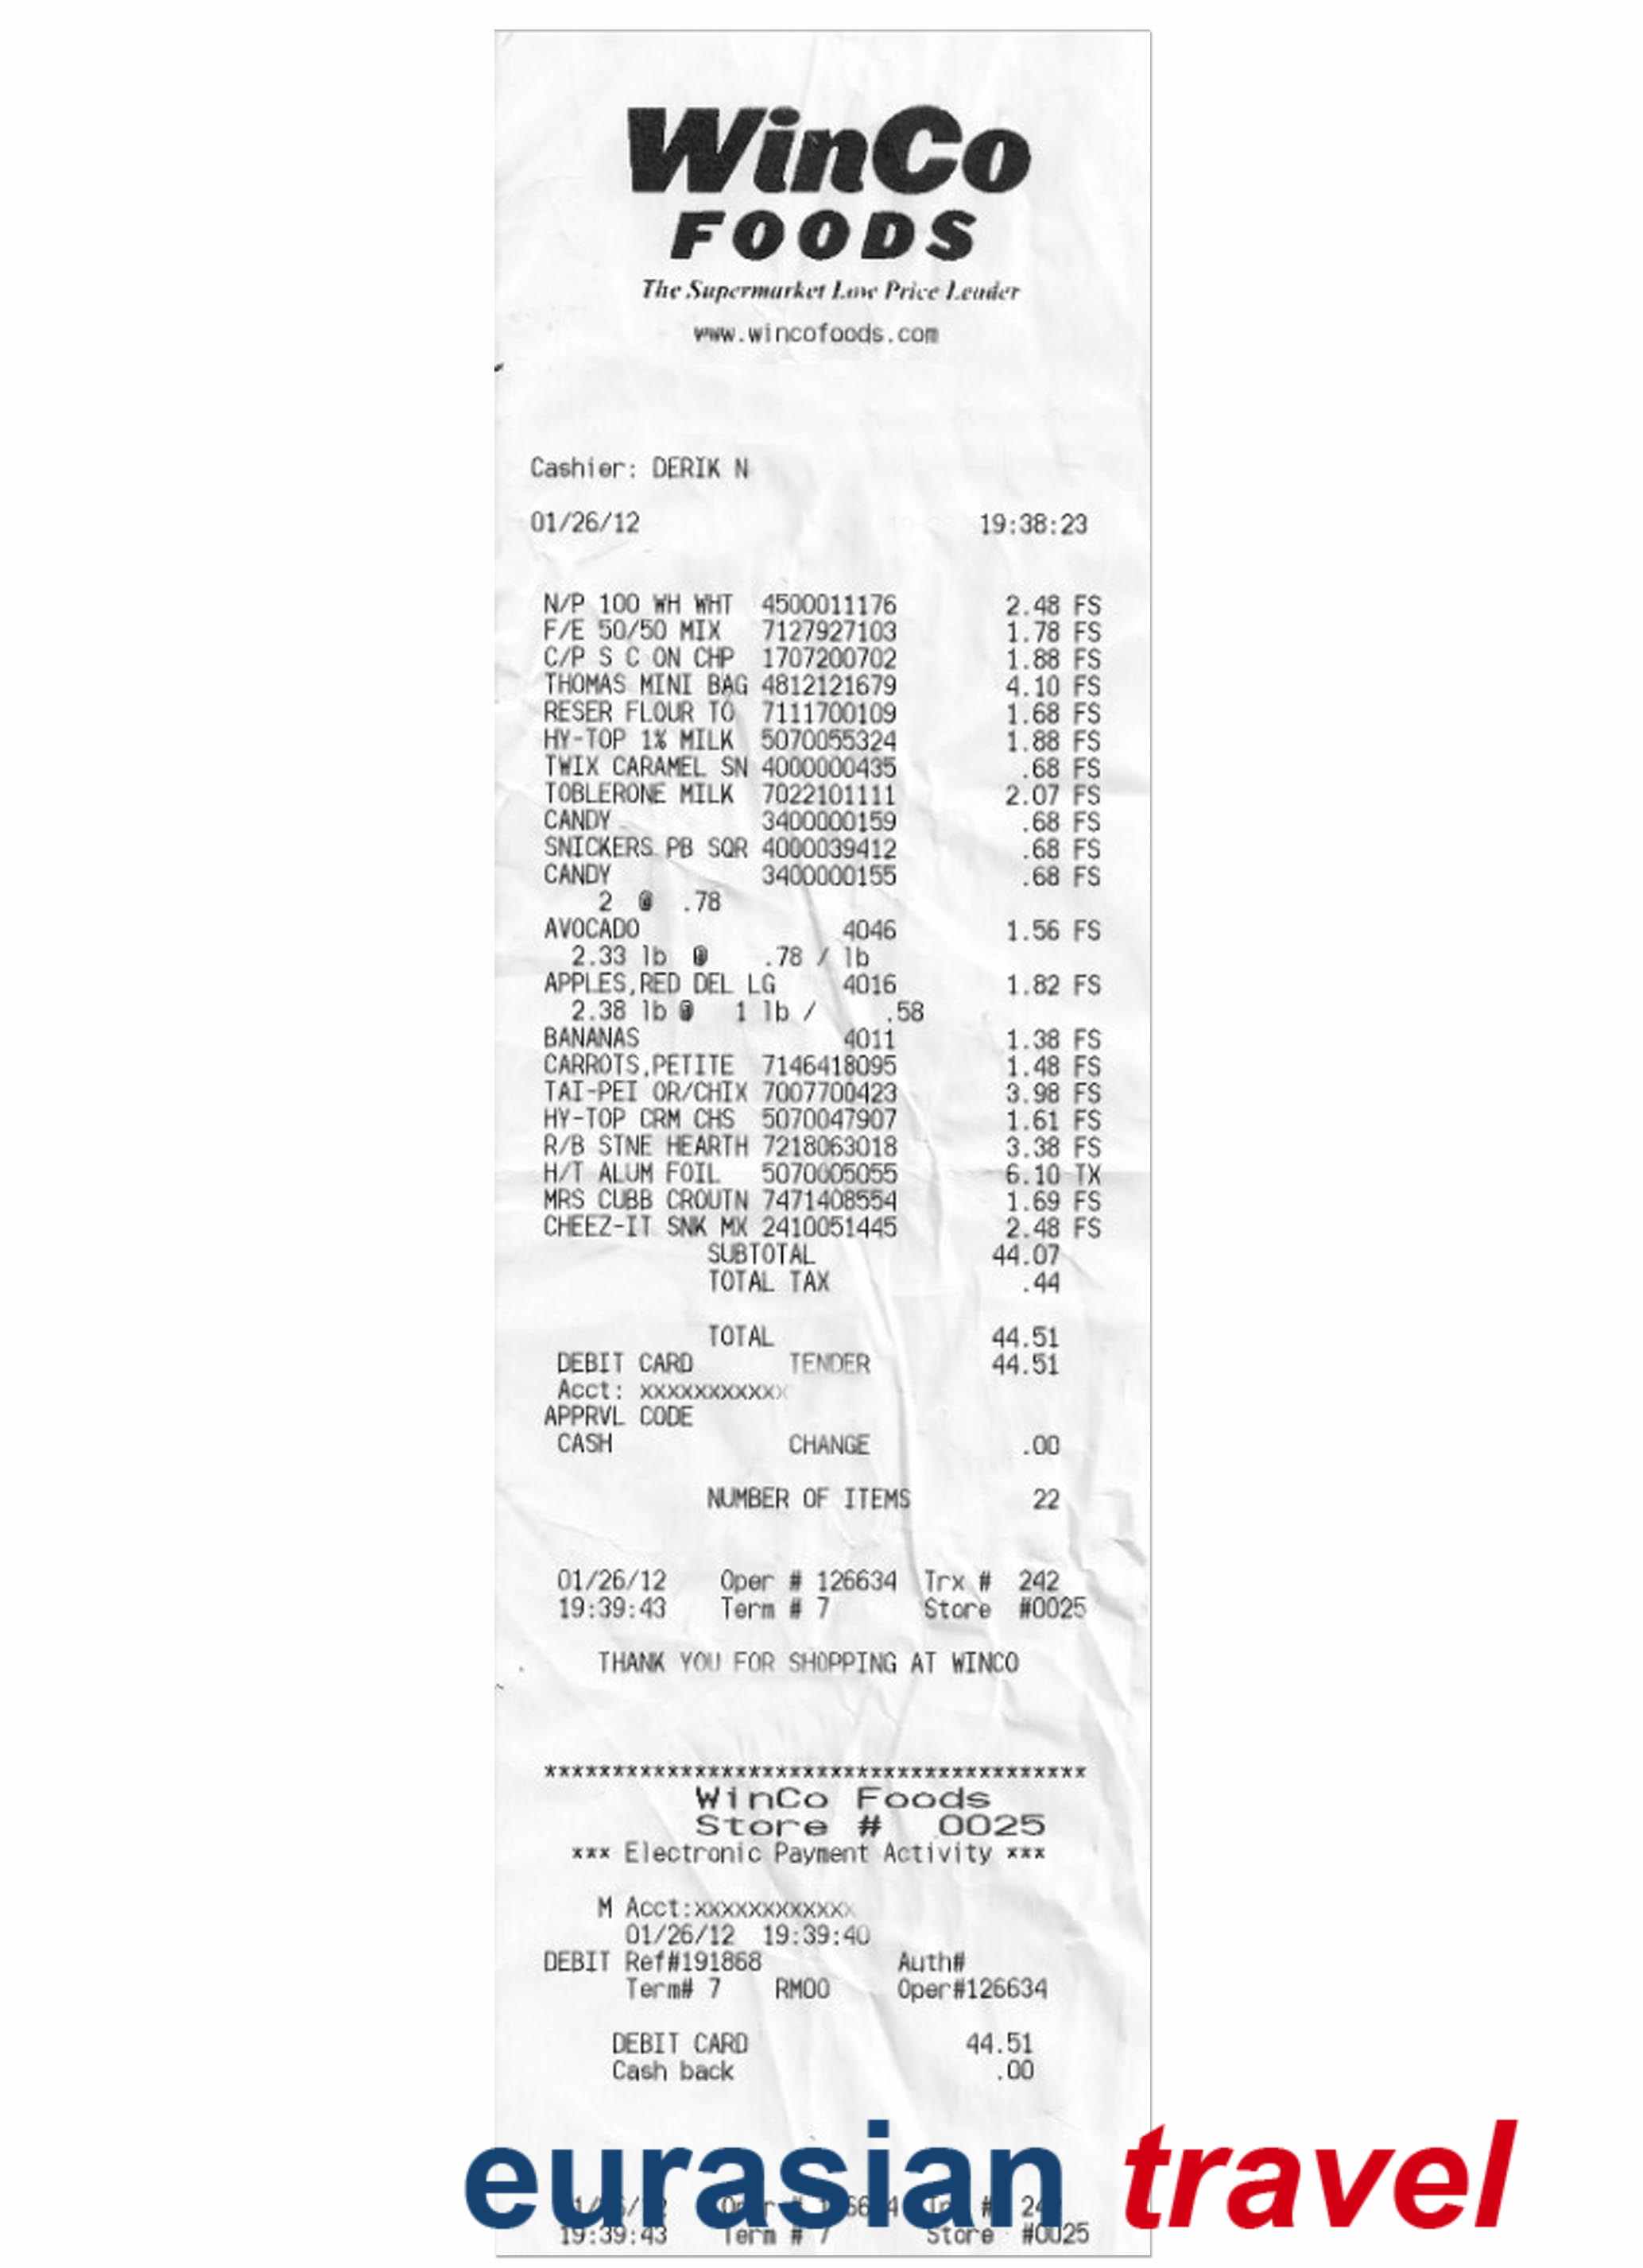 WinCo
FOODS
The Supermarket Low Price Leader
www.wincofoods.com
Cashier: DERIK N
01/26/12 19:38:23
N/P 100 WH WHT 4500011176 2.48 FS
F/E 50/50 MIX 7127927103 1.78 FS
C/P S C ON CHP 1707200702 1.88 FS
THOMAS MINI BAG 4812121679 4.10 FS
RESER FLOUR TO 7111700109 1.68 FS
HY-TOP 1% MILK 5070055324 1.88 FS
TWIX CARAMEL SN 4000000435 .68 FS
TOBLERONE MILK 7022101111 2.07 FS
CANDY 3400000159 .68 FS
SNICKERS PB SQR 4000039412 .68 FS
CANDY 3400000155 .68 FS
2 @ .78
AVOCADO 4046 1.56 FS
2.33 lb @ .78 / lb
APPLES,RED DEL LG 4016 1.82 FS
2.38 lb @ 1 lb / .58
BANANAS 4011 1.38 FS
CARROTS,PETITE 7146418095 1.48 FS
TAI-PEI OR/CHIX 7007700423 3.98 FS
HY-TOP CRM CHS 5070047907 1.61 FS
R/B STNE HEARTH 7218063018 3.38 FS
H/T ALUM FOIL 5070005055 6.10 TX
MRS CUBB CROUTN 7471408554 1.69 FS
CHEEZ-IT SNK MX 2410051445 2.48 FS
SUBTOTAL 44.07
TOTAL TAX .44
TOTAL 44.51
DEBIT CARD TENDER 44.51
Acct: xxxxxxxxxxx
APPRVL CODE
CASH CHANGE .00
NUMBER OF ITEMS 22
01/26/12 Oper # 126634 Trx # 242
19:39:43 Term # 7 Store #0025
THANK YOU FOR SHOPPING AT WINCO
****************************************
WinCo Foods
Store # 0025
*** Electronic Payment Activity ***
M Acct:xxxxxxxxxxxx
01/26/12 19:39:40
DEBIT Ref#191868 Auth#
Term# 7 RM00 Oper#126634
DEBIT CARD 44.51
Cash back .00
eurasian travel
19:39:43 Term # 7 Store #0025